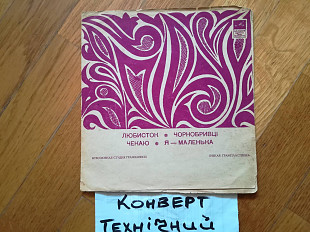 ЛЮБИСТОК ● ЧОРНОБРИВЦІ
ЧЕКАЮ ● Я — МАЛЕНЬКА
КОНВЕРТ
ТЕХНІЧНИЙ